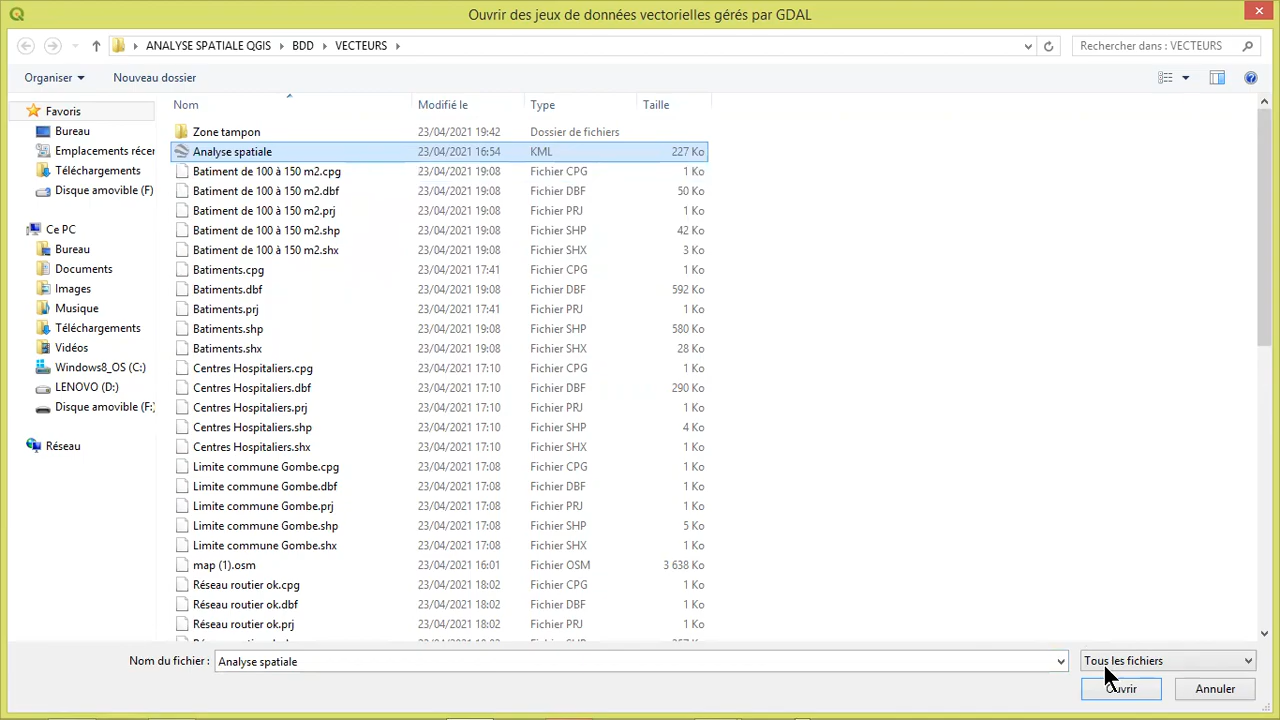 Ouvrir des jeux de données vectorielles gérés par GDAL
ANALYSE SPATIALE QGIS BDD VECTEURS
Rechercher dans : VECTEURS
Organiser Nouveau dossier
Favoris
Bureau
Emplacements récer
Téléchargements
Disque amovible (F)
Ce PC
Bureau
Documents
Images
Musique
Téléchargements
Vidéos
Windows8_OS (C:)
LENOVO (D:)
Disque amovible (F:
Réseau
Nom Modifié le Type Taille
Zone tampon 23/04/2021 19:42 Dossier de fichiers
Analyse spatiale 23/04/2021 16:54 KML 227 Ko
Batiment de 100 à 150 m2.cpg 23/04/2021 19:08 Fichier CPG 1 Ko
Batiment de 100 à 150 m2.dbf 23/04/2021 19:08 Fichier DBF 50 Ko
Batiment de 100 à 150 m2.prj 23/04/2021 19:08 Fichier PRJ 1 Ko
Batiment de 100 à 150 m2.shp 23/04/2021 19:08 Fichier SHP 42 Ko
Batiment de 100 à 150 m2.shx 23/04/2021 19:08 Fichier SHX 3 Ko
Batiments.cpg 23/04/2021 17:41 Fichier CPG 1 Ko
Batiments.dbf 23/04/2021 17:41 Fichier DBF 592 Ko
Batiments.prj 23/04/2021 17:41 Fichier PRJ 1 Ko
Batiments.shp 23/04/2021 19:08 Fichier SHP 580 Ko
Batiments.shx 23/04/2021 19:08 Fichier SHX 28 Ko
Centres Hospitaliers.cpg 23/04/2021 17:10 Fichier CPG 1 Ko
Centres Hospitaliers.dbf 23/04/2021 17:10 Fichier DBF 290 Ko
Centres Hospitaliers.prj 23/04/2021 17:10 Fichier PRJ 1 Ko
Centres Hospitaliers.shp 23/04/2021 17:10 Fichier SHP 4 Ko
Centres Hospitaliers.shx 23/04/2021 17:10 Fichier SHX 1 Ko
Limite commune Gombe.cpg 23/04/2021 17:08 Fichier CPG 1 Ko
Limite commune Gombe.dbf 23/04/2021 17:08 Fichier DBF 1 Ko
Limite commune Gombe.prj 23/04/2021 17:08 Fichier PRJ 1 Ko
Limite commune Gombe.shp 23/04/2021 17:08 Fichier SHP 5 Ko
Limite commune Gombe.shx 23/04/2021 17:08 Fichier SHX 1 Ko
map (1).osm 23/04/2021 16:01 Fichier OSM 3 638 Ko
Réseau routier ok.cpg 23/04/2021 18:02 Fichier CPG 1 Ko
Réseau routier ok.dbf 23/04/2021 18:02 Fichier DBF 1 Ko
Réseau routier ok.prj 23/04/2021 18:02 Fichier PRJ 1 Ko
Nom du fichier : Analyse spatiale
Tous les fichiers
Ouvrir Annuler